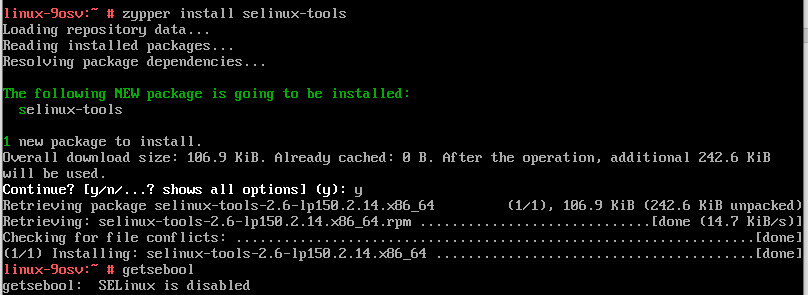 linux-9osv:~ # zypper install selinux-tools
Loading repository data...
Reading installed packages...
Resolving package dependencies...
The following NEW package is going to be installed:
  selinux-tools
1 new package to install.
Overall download size: 106.9 KiB. Already cached: 0 B. After the operation, additional 242.6 KiB
will be used.
Continue? [y/n/...? shows all options] (y): y
Retrieving package selinux-tools-2.6-lp150.2.14.x86_64          (1/1), 106.9 KiB (242.6 KiB unpacked)
Retrieving: selinux-tools-2.6-lp150.2.14.x86_64.rpm ..............................[done (14.7 KiB/s)]
Checking for file conflicts: ..................................................................[done]
(1/1) Installing: selinux-tools-2.6-lp150.2.14.x86_64 .........................................[done]
linux-9osv:~ # getsebool
getsebool:  SELinux is disabled